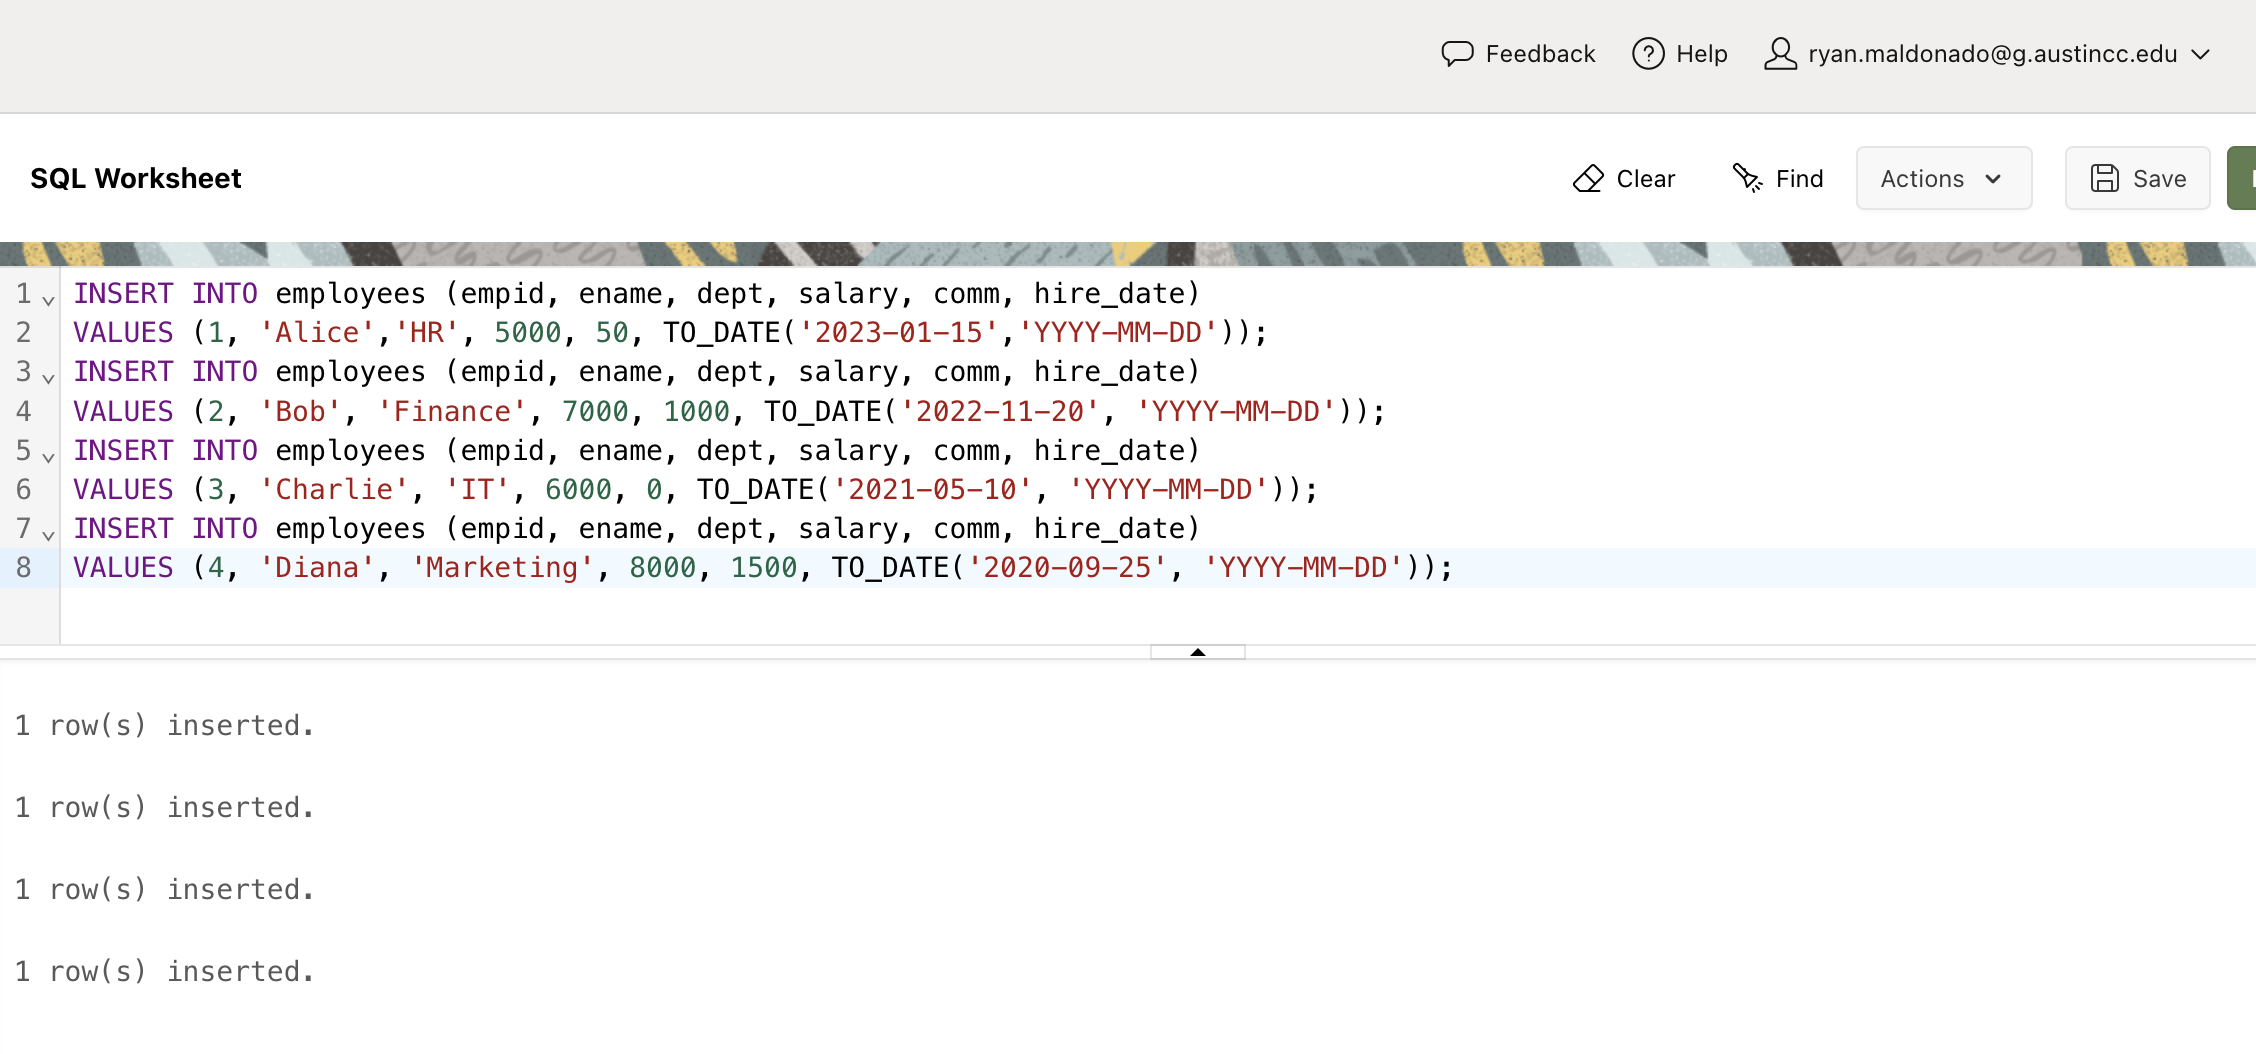 Feedback Help ryan.maldonado@g.austincc.edu
SQL Worksheet Clear Find Actions Save
1 INSERT INTO employees (empid, ename, dept, salary, comm, hire_date)
2 VALUES (1, 'Alice','HR', 5000, 50, TO_DATE('2023-01-15','YYYY-MM-DD'));
3 INSERT INTO employees (empid, ename, dept, salary, comm, hire_date)
4 VALUES (2, 'Bob', 'Finance', 7000, 1000, TO_DATE('2022-11-20', 'YYYY-MM-DD'));
5 INSERT INTO employees (empid, ename, dept, salary, comm, hire_date)
6 VALUES (3, 'Charlie', 'IT', 6000, 0, TO_DATE('2021-05-10', 'YYYY-MM-DD'));
7 INSERT INTO employees (empid, ename, dept, salary, comm, hire_date)
8 VALUES (4, 'Diana', 'Marketing', 8000, 1500, TO_DATE('2020-09-25', 'YYYY-MM-DD'));
1 row(s) inserted.
1 row(s) inserted.
1 row(s) inserted.
1 row(s) inserted.